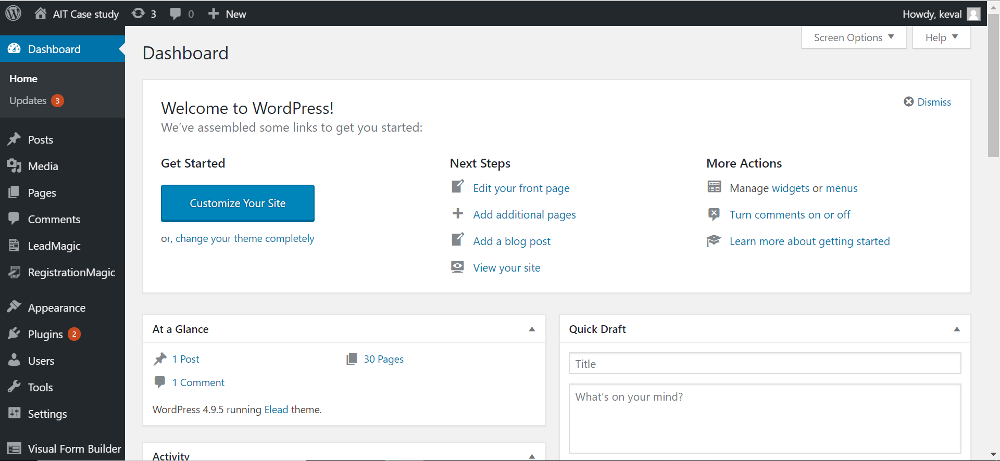 AIT Case study 3 0 New Howdy, keval
Dashboard
Home
Updates 3
Posts
Media
Pages
Comments
LeadMagic
RegistrationMagic
Appearance
Plugins 2
Users
Tools
Settings
Visual Form Builder
Screen Options Help
Dashboard
Welcome to WordPress!
Dismiss
We’ve assembled some links to get you started:
Get Started
Customize Your Site
or, change your theme completely
Next Steps
Edit your front page
Add additional pages
Add a blog post
View your site
More Actions
Manage widgets or menus
Turn comments on or off
Learn more about getting started
At a Glance
1 Post 30 Pages
1 Comment
WordPress 4.9.5 running Elead theme.
Activity
Quick Draft
Title
What’s on your mind?